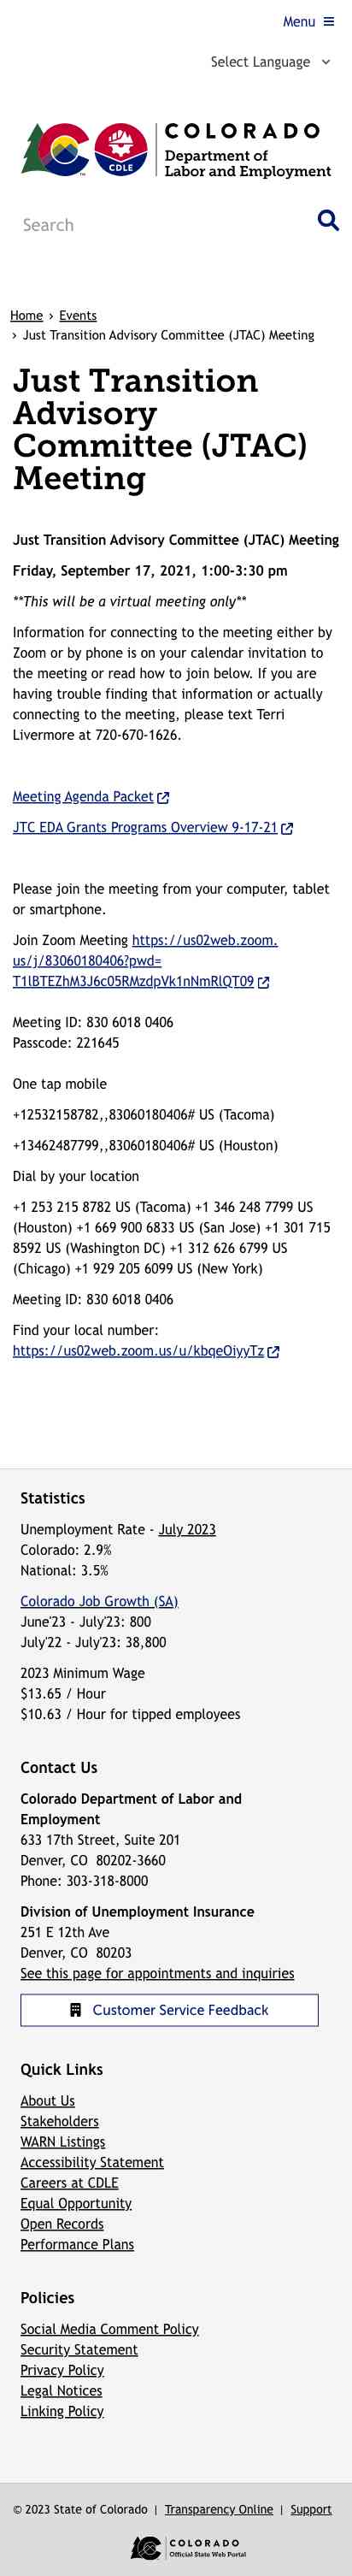 Menu
Select Language
CDLE
COLORADO
Department of
Labor and Employment
Search
Home › Events
› Just Transition Advisory Committee (JTAC) Meeting
Just Transition
Advisory
Committee (JTAC)
Meeting
Just Transition Advisory Committee (JTAC) Meeting
Friday, September 17, 2021, 1:00-3:30 pm
**This will be a virtual meeting only**
Information for connecting to the meeting either by
Zoom or by phone is on your calendar invitation to
the meeting or read how to join below. If you are
having trouble finding that information or actually
connecting to the meeting, please text Terri
Livermore at 720-670-1626.
Meeting Agenda Packet
JTC EDA Grants Programs Overview 9-17-21
Please join the meeting from your computer, tablet
or smartphone.
Join Zoom Meeting https://us02web.zoom.
us/j/83060180406?pwd=
T1lBTEZhM3J6c05RMzdpVk1nNmRlQT09
Meeting ID: 830 6018 0406
Passcode: 221645
One tap mobile
+12532158782,,83060180406# US (Tacoma)
+13462487799,,83060180406# US (Houston)
Dial by your location
+1 253 215 8782 US (Tacoma) +1 346 248 7799 US
(Houston) +1 669 900 6833 US (San Jose) +1 301 715
8592 US (Washington DC) +1 312 626 6799 US
(Chicago) +1 929 205 6099 US (New York)
Meeting ID: 830 6018 0406
Find your local number:
https://us02web.zoom.us/u/kbqeOiyyTz
Statistics
Unemployment Rate - July 2023
Colorado: 2.9%
National: 3.5%
Colorado Job Growth (SA)
June'23 - July'23: 800
July'22 - July'23: 38,800
2023 Minimum Wage
$13.65 / Hour
$10.63 / Hour for tipped employees
Contact Us
Colorado Department of Labor and
Employment
633 17th Street, Suite 201
Denver, CO  80202-3660
Phone: 303-318-8000
Division of Unemployment Insurance
251 E 12th Ave
Denver, CO  80203
See this page for appointments and inquiries
Customer Service Feedback
Quick Links
About Us
Stakeholders
WARN Listings
Accessibility Statement
Careers at CDLE
Equal Opportunity
Open Records
Performance Plans
Policies
Social Media Comment Policy
Security Statement
Privacy Policy
Legal Notices
Linking Policy
© 2023 State of Colorado | Transparency Online | Support
COLORADO
Official State Web Portal